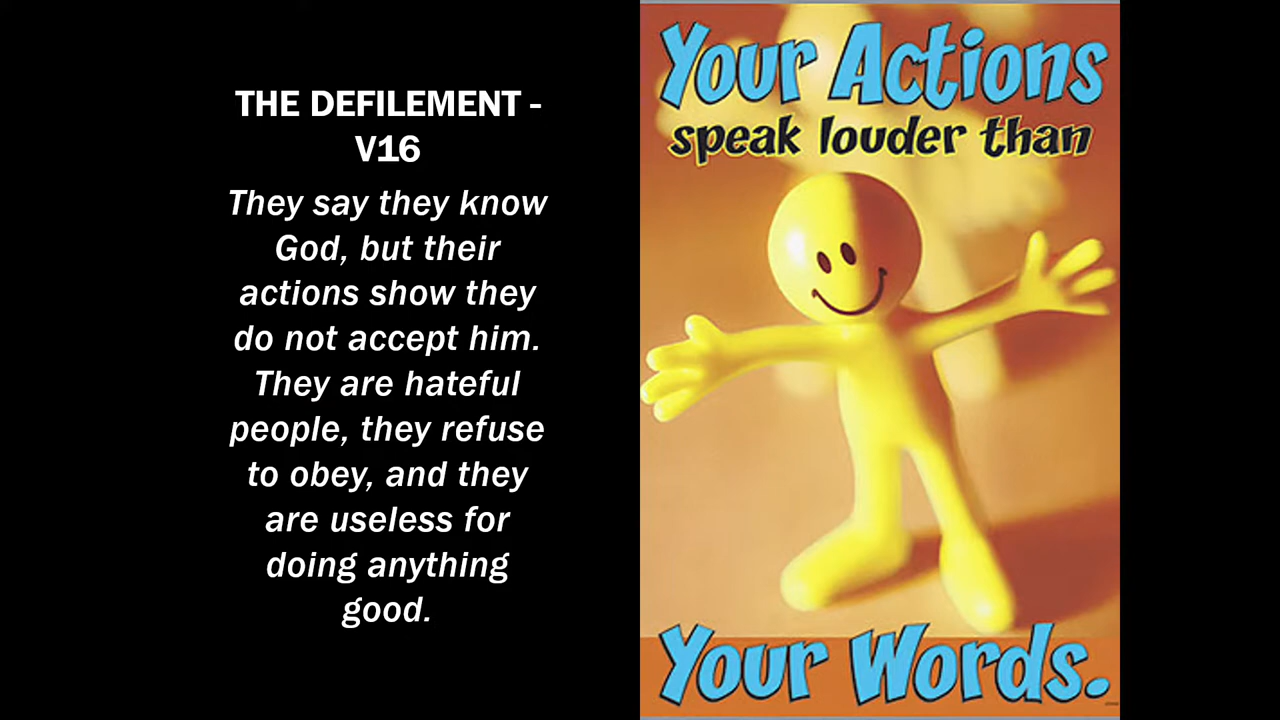 THE DEFILEMENT -
V16
They say they know
God, but their
actions show they
do not accept him.
They are hateful
people, they refuse
to obey, and they
are useless for
doing anything
good.
Your Actions
speak louder than
Your Words.